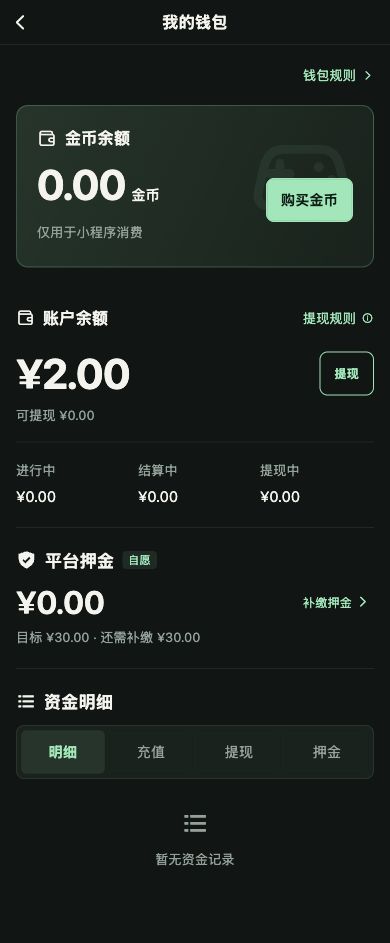 我的钱包
钱包规则
金币余额
0.00 金币
购买金币
仅用于小程序消费
账户余额
提现规则
¥2.00
提现
可提现 ¥0.00
进行中 结算中 提现中
¥0.00 ¥0.00 ¥0.00
平台押金 自愿
¥0.00
补缴押金
目标 ¥30.00 · 还需补缴 ¥30.00
资金明细
明细 充值 提现 押金
暂无资金记录